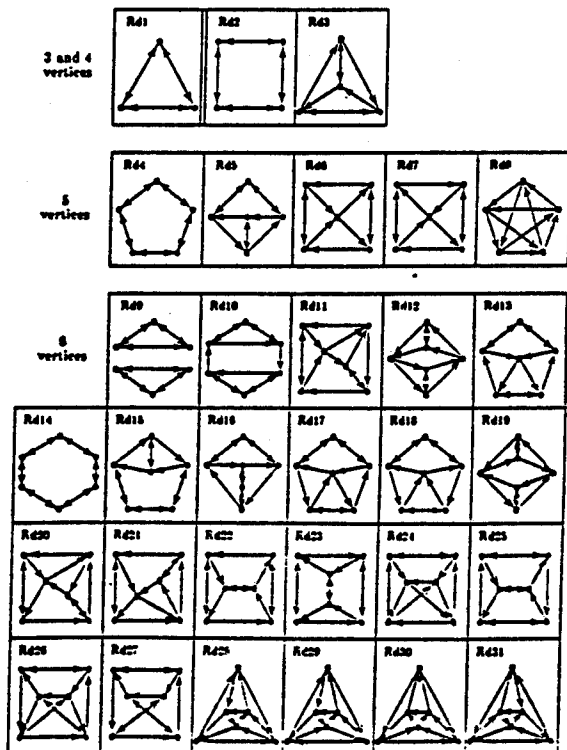 Rd1 Rd2 Rd3
3 and 4
vertices
Rd4 Rd5 Rd6 Rd7 Rd8
5
vertices
Rd9 Rd10 Rd11 Rd12 Rd13
6
vertices
Rd14 Rd15 Rd16 Rd17 Rd18 Rd19
Rd20 Rd21 Rd22 Rd23 Rd24 Rd25
Rd26 Rd27 Rd28 Rd29 Rd30 Rd31